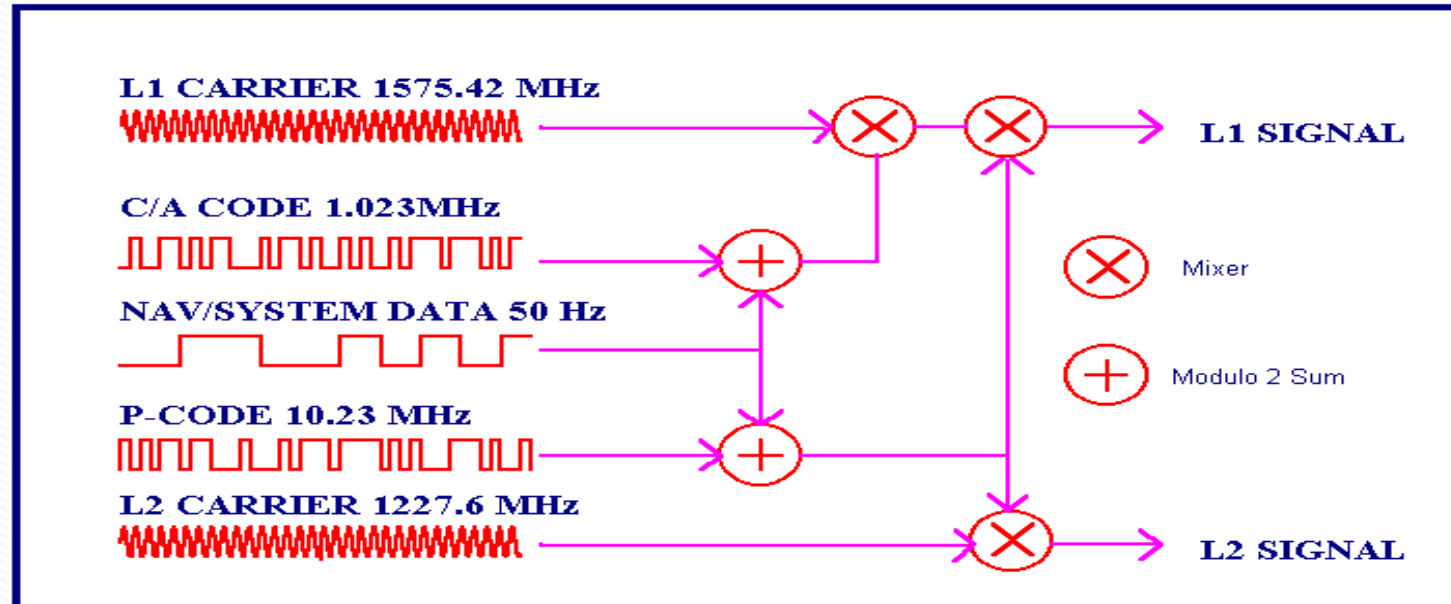 L1 CARRIER 1575.42 MHz
L1 SIGNAL
C/A CODE 1.023MHz
Mixer
NAV/SYSTEM DATA 50 Hz
Modulo 2 Sum
P-CODE 10.23 MHz
L2 CARRIER 1227.6 MHz
L2 SIGNAL